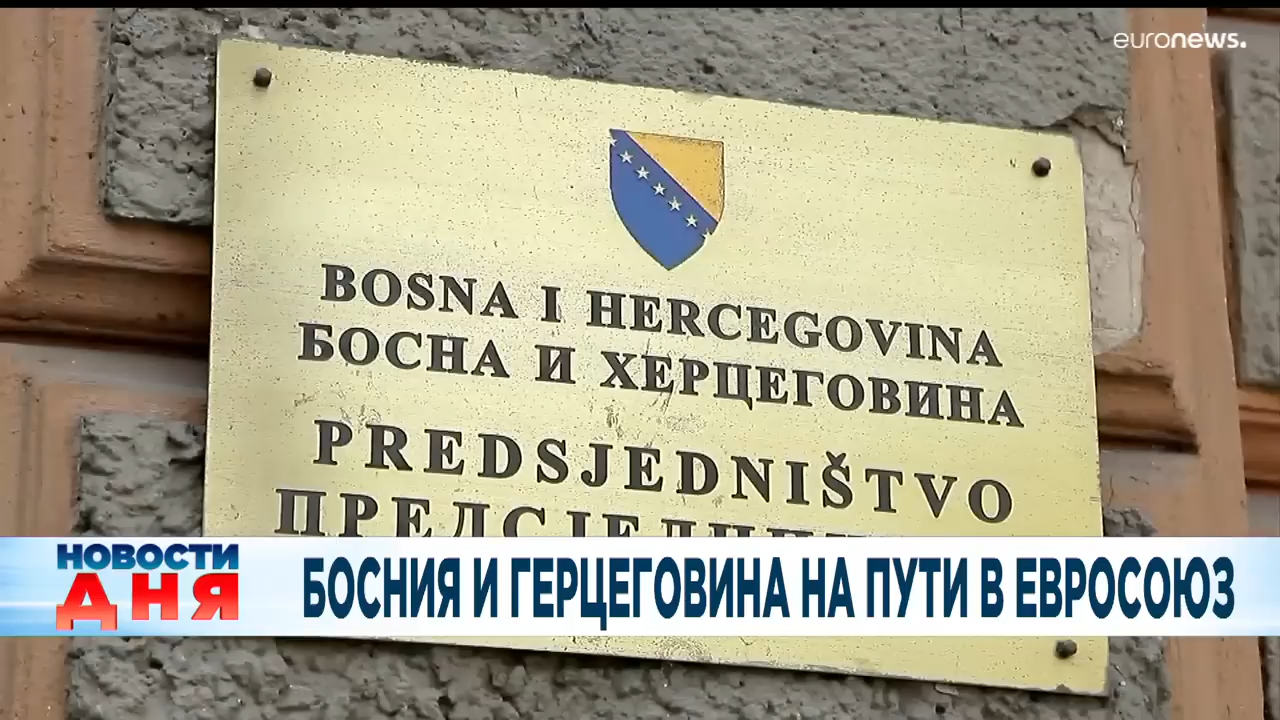 euronews.
BOSNA I HERCEGOVINA
БОСНА И ХЕРЦЕГОВИНА
PREDSJEDNIŠTVO
НОВОСТИ
ДНЯ
БОСНИЯ И ГЕРЦЕГОВИНА НА ПУТИ В ЕВРОСОЮЗ